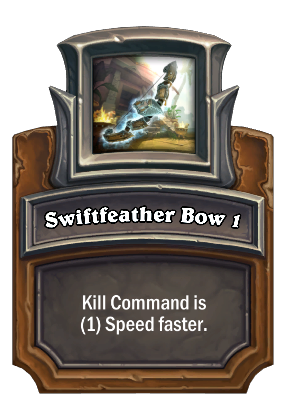 Swiftfeather Bow 1
Kill Command is
(1) Speed faster.